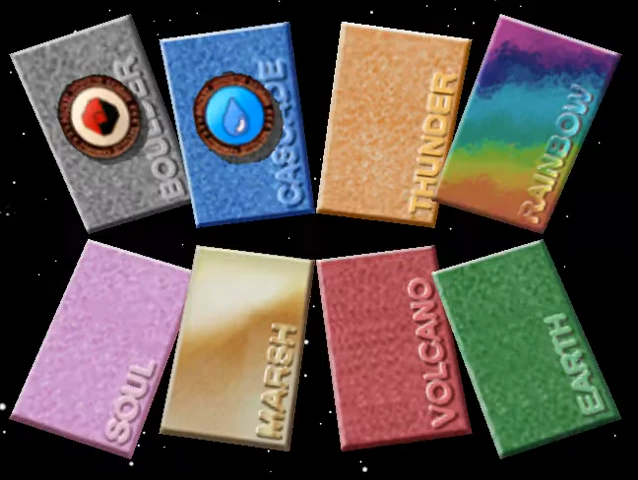 BOULDER
CASCADE
THUNDER
RAINBOW
SOUL
MARSH
VOLCANO
EARTH